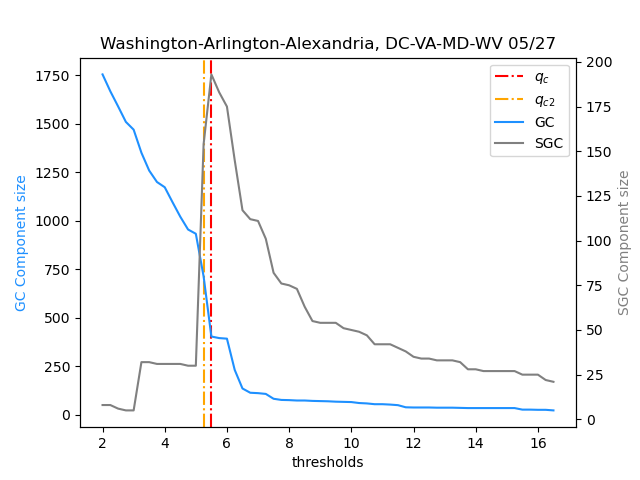 Washington-Arlington-Alexandria, DC-VA-MD-WV 05/27
GC Component size
1750
1500
1250
1000
750
500
250
0
200
175
150
125
100
75
50
25
0
SGC Component size
q_c
q_{c2}
GC
SGC
2 4 6 8 10 12 14 16
thresholds